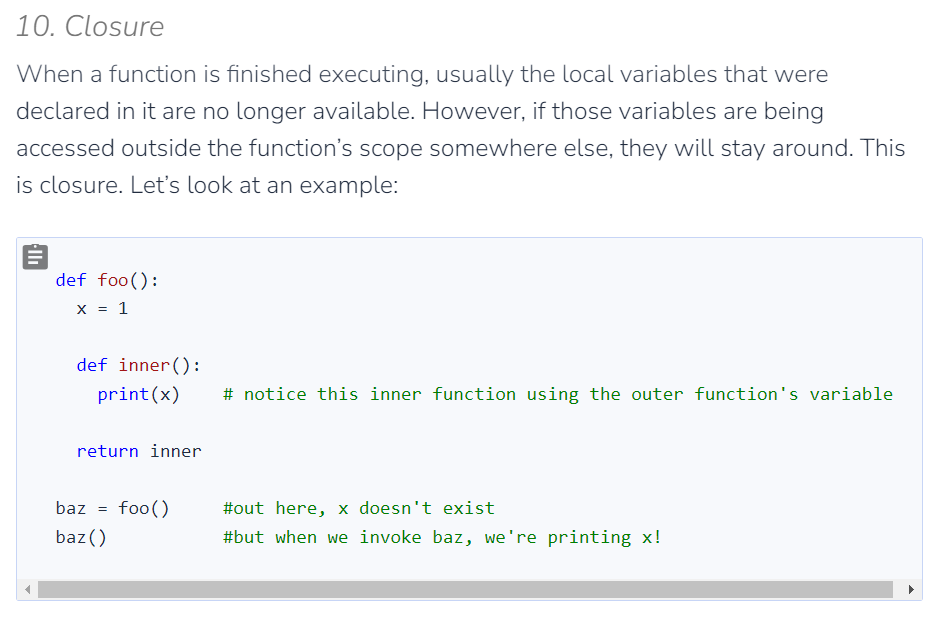 10. Closure
When a function is finished executing, usually the local variables that were
declared in it are no longer available. However, if those variables are being
accessed outside the function’s scope somewhere else, they will stay around. This
is closure. Let’s look at an example:
def foo():
  x = 1
  def inner():
    print(x)    # notice this inner function using the outer function's variable
  return inner
baz = foo()     #out here, x doesn't exist
baz()           #but when we invoke baz, we're printing x!